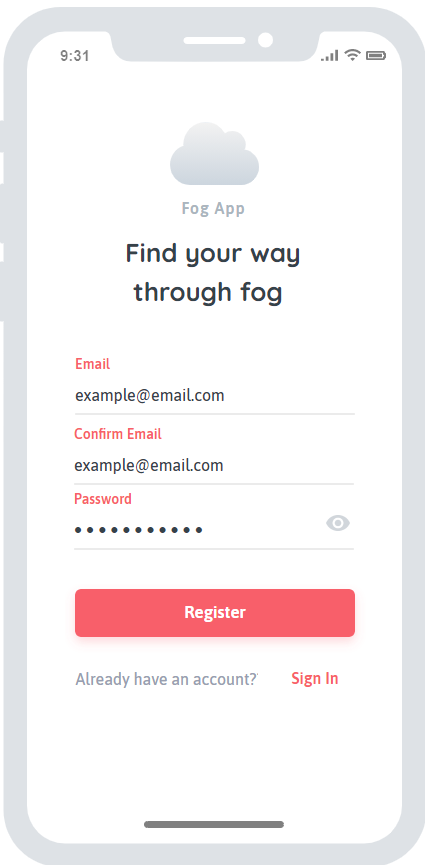 9:31
Fog App
Find your way
through fog
Email
example@email.com
Confirm Email
example@email.com
Password
•••••••••••
Register
Already have an account?' Sign In